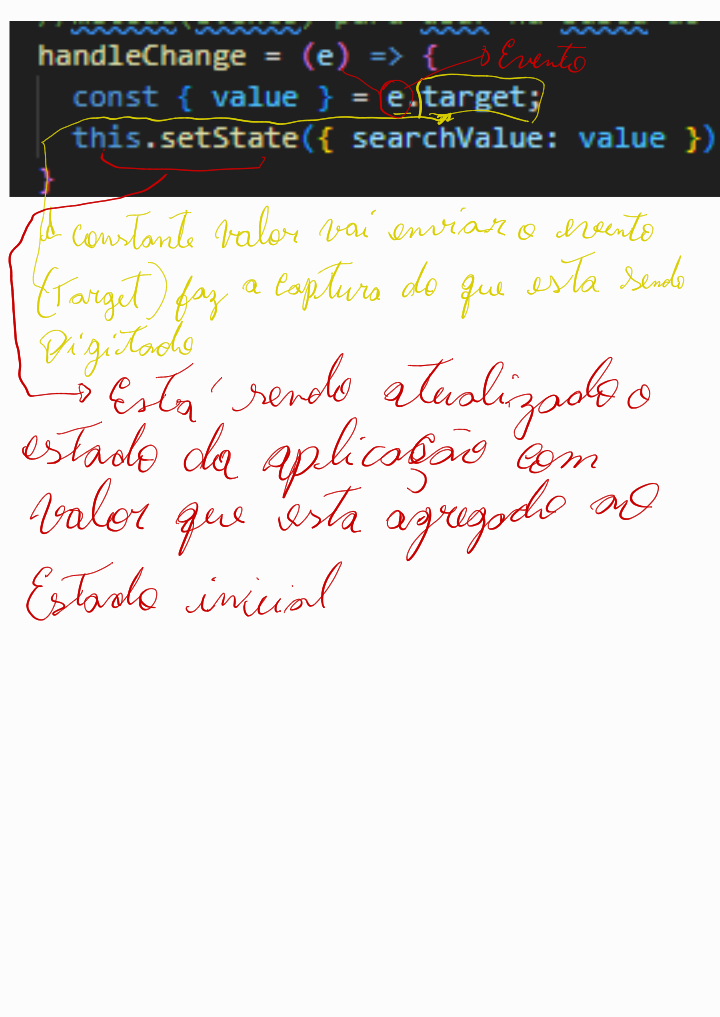 handleChange = (e) => {
Evento
const { value } = e.target;
this.setState({ searchValue: value })
}
constante valor vai enviar o evento
(Target) faz a captura do que esta sendo
Digitado
Está sendo atualizado o
estado da aplicação com
valor que esta agregado no
Estado inicial